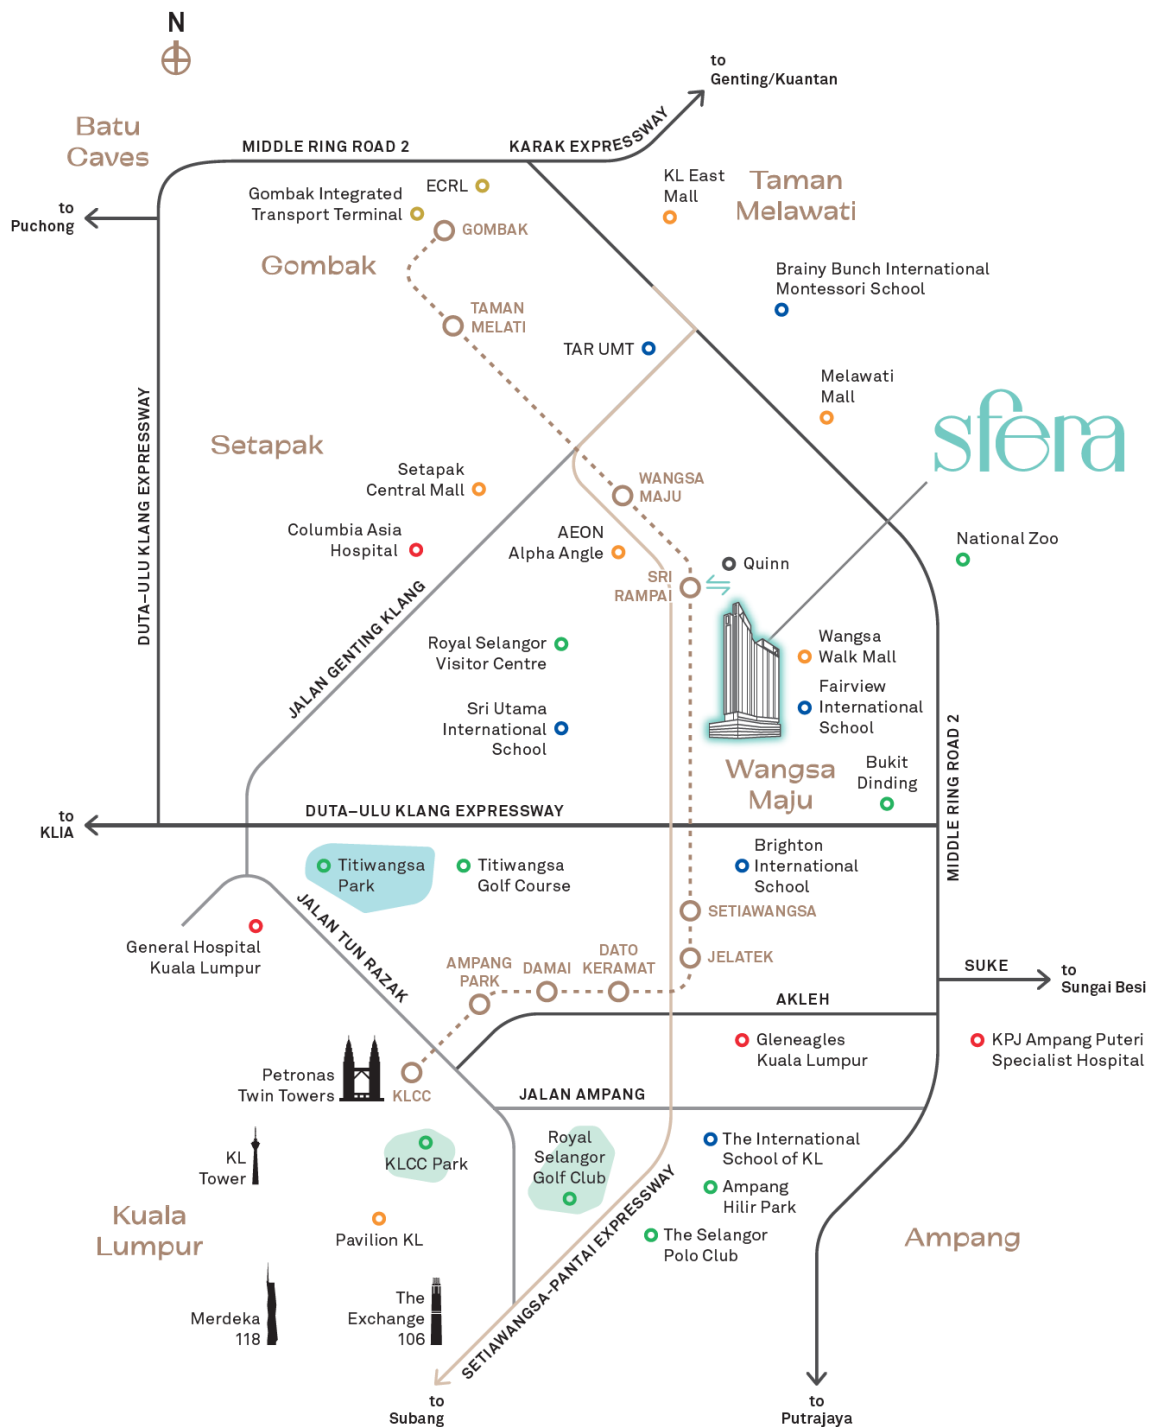 N
to
Genting/Kuantan
Batu
Caves
MIDDLE RING ROAD 2
KARAK EXPRESSWAY
to
Puchong
ECRL
Gombak Integrated
Transport Terminal
GOMBAK
KL East
Mall
Taman
Melawati
Gombak
Brainy Bunch International
Montessori School
TAMAN
MELATI
TAR UMT
Melawati
Mall
DUTA-ULU KLANG EXPRESSWAY
sfera
Setapak
Setapak
Central Mall
WANGSA
MAJU
Columbia Asia
Hospital
AEON
Alpha Angle
National Zoo
Quinn
SRI
RAMPAI
JALAN GENTING KLANG
Royal Selangor
Visitor Centre
Wangsa
Walk Mall
Fairview
International
School
Sri Utama
International
School
Wangsa
Maju
Bukit
Dinding
MIDDLE RING ROAD 2
to
KLIA
DUTA-ULU KLANG EXPRESSWAY
Titiwangsa
Park
Titiwangsa
Golf Course
Brighton
International
School
JALAN TUN RAZAK
SETIAWANGSA
General Hospital
Kuala Lumpur
AMPANG
PARK
DAMAI
DATO
KERAMAT
JELATEK
SUKE
to
Sungai Besi
AKLEH
Petronas
Twin Towers
KLCC
Gleneagles
Kuala Lumpur
KPJ Ampang Puteri
Specialist Hospital
JALAN AMPANG
KL
Tower
KLCC Park
Royal
Selangor
Golf Club
The International
School of KL
Ampang
Hilir Park
Kuala
Lumpur
Pavilion KL
The Selangor
Polo Club
Ampang
SETIAWANGSA-PANTAI EXPRESSWAY
Merdeka
118
The
Exchange
106
to
Subang
to
Putrajaya